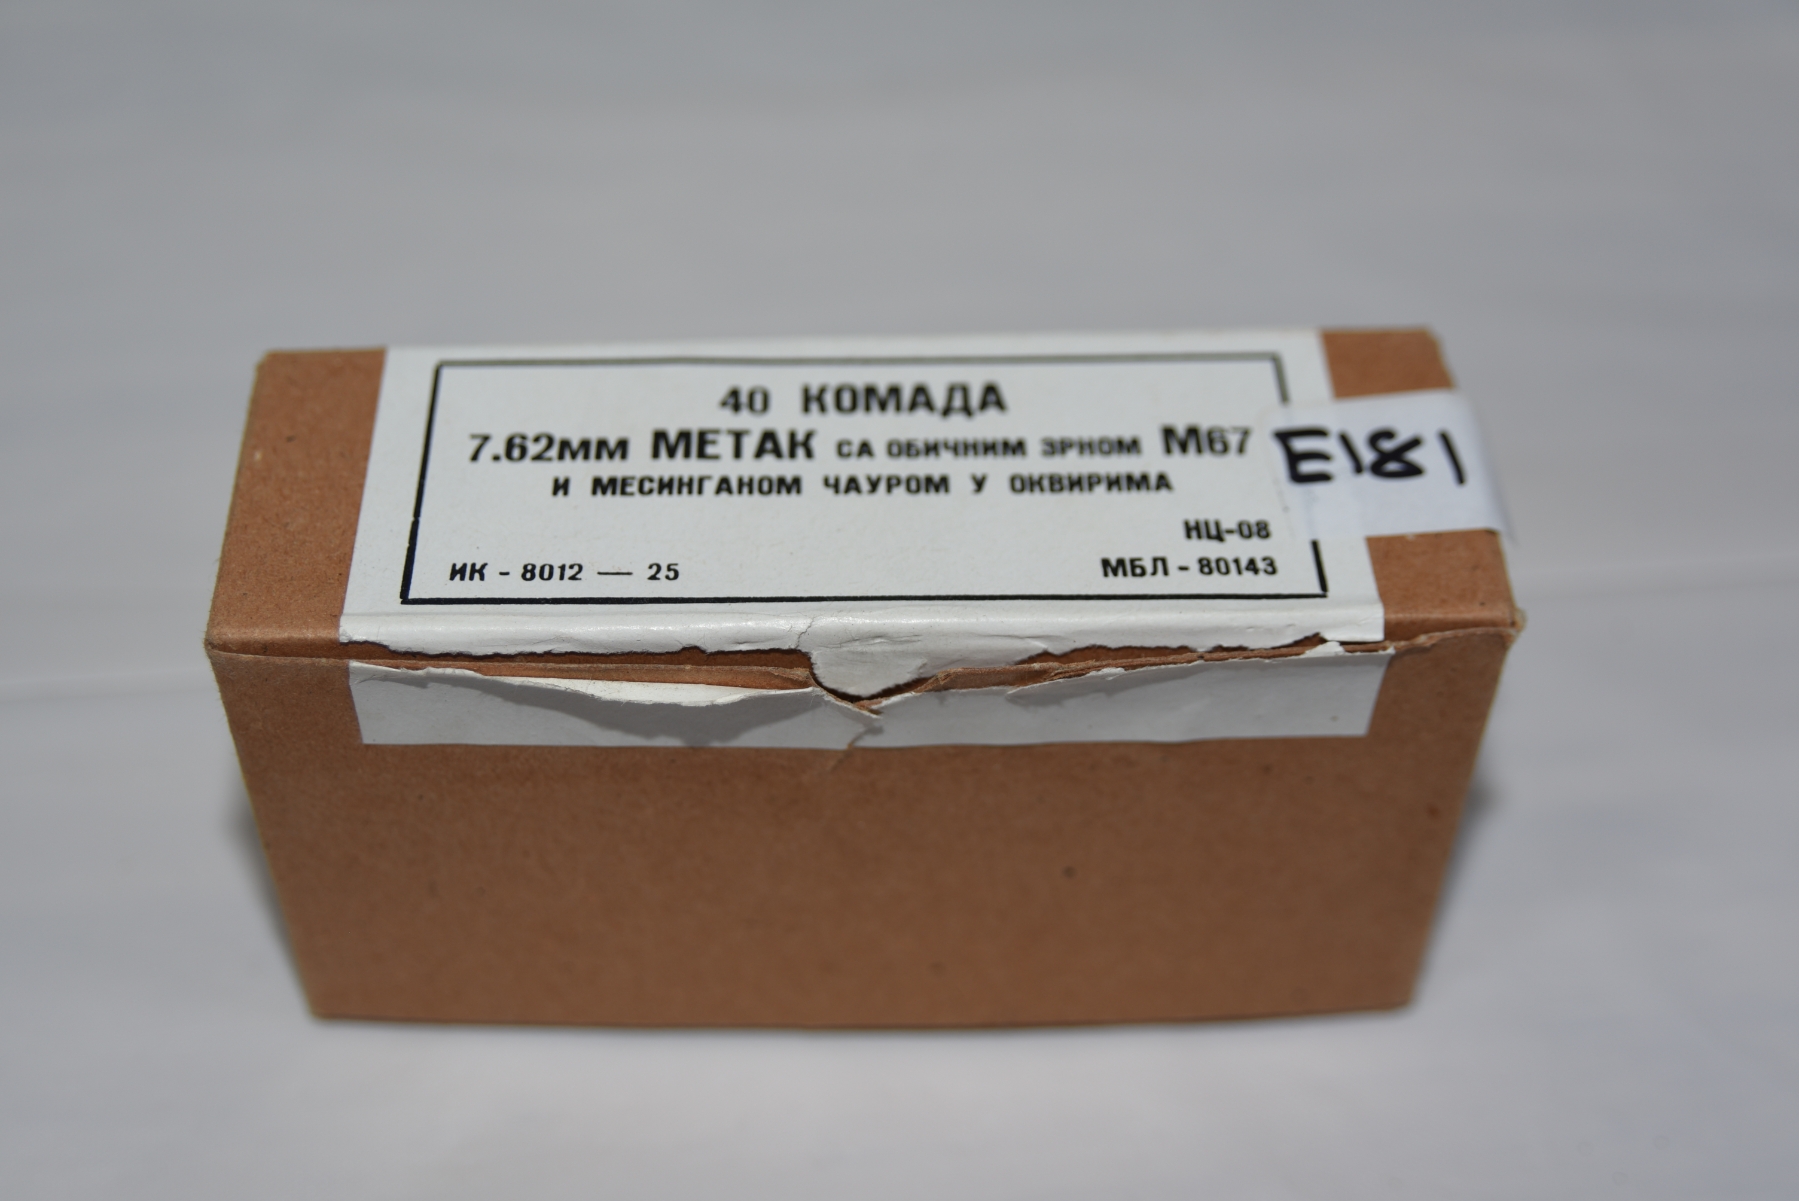 40 КОМАДА
7.62мм МЕТАК СА ОБИЧНИМ ЗРНОМ М67
И МЕСИНГАНОМ ЧАУРОМ У ОКВИРИМА
НЦ-08
ИК - 8012 — 25 МБЛ - 80143
E181